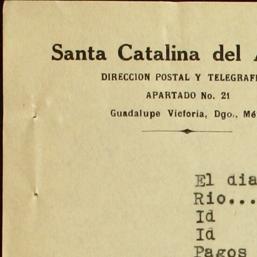 Santa Catalina del
DIRECCION POSTAL Y TELEGRAFI
APARTADO No. 21
Guadalupe Victoria, Dgo., Mé
El dia
Rio...
Id
Id
Pagos